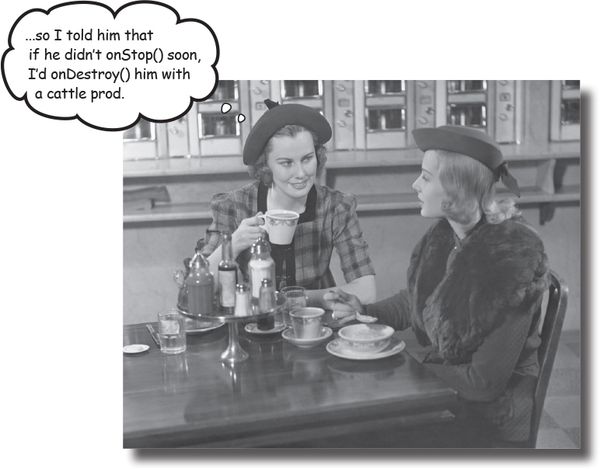 ...so I told him that
if he didn't onStop() soon,
I'd onDestroy() him with
a cattle prod.